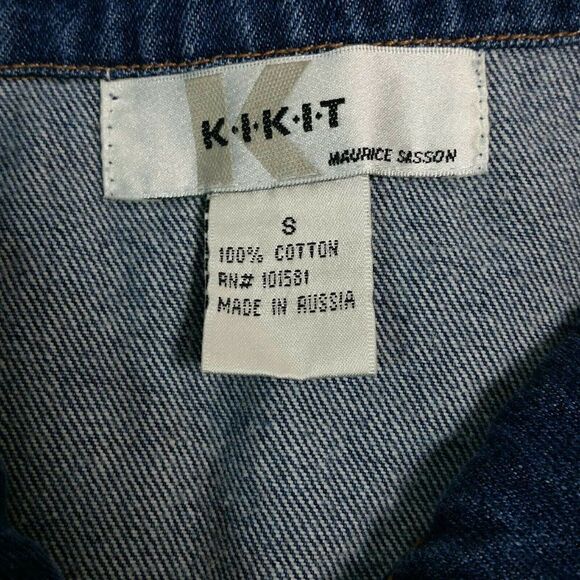 K
K·I·K·I·T
MAURICE SASSON
S
100% COTTON
RN# 101581
MADE IN RUSSIA